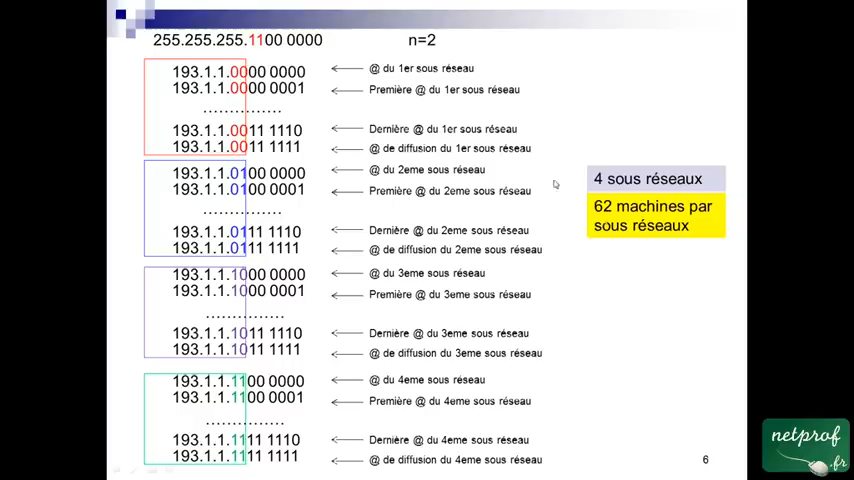 255.255.255.1100 0000 n=2
193.1.1.0000 0000 @ du 1er sous réseau
193.1.1.0000 0001 Première @ du 1er sous réseau
...............
193.1.1.0011 1110 Dernière @ du 1er sous réseau
193.1.1.0011 1111 @ de diffusion du 1er sous réseau
193.1.1.0100 0000 @ du 2eme sous réseau
193.1.1.0100 0001 Première @ du 2eme sous réseau
...............
193.1.1.0111 1110 Dernière @ du 2eme sous réseau
193.1.1.0111 1111 @ de diffusion du 2eme sous réseau
193.1.1.1000 0000 @ du 3eme sous réseau
193.1.1.1000 0001 Première @ du 3eme sous réseau
...............
193.1.1.1011 1110 Dernière @ du 3eme sous réseau
193.1.1.1011 1111 @ de diffusion du 3eme sous réseau
193.1.1.1100 0000 @ du 4eme sous réseau
193.1.1.1100 0001 Première @ du 4eme sous réseau
...............
193.1.1.1111 1110 Dernière @ du 4eme sous réseau
193.1.1.1111 1111 @ de diffusion du 4eme sous réseau
4 sous réseaux
62 machines par
sous réseaux
6
netprof
.fr